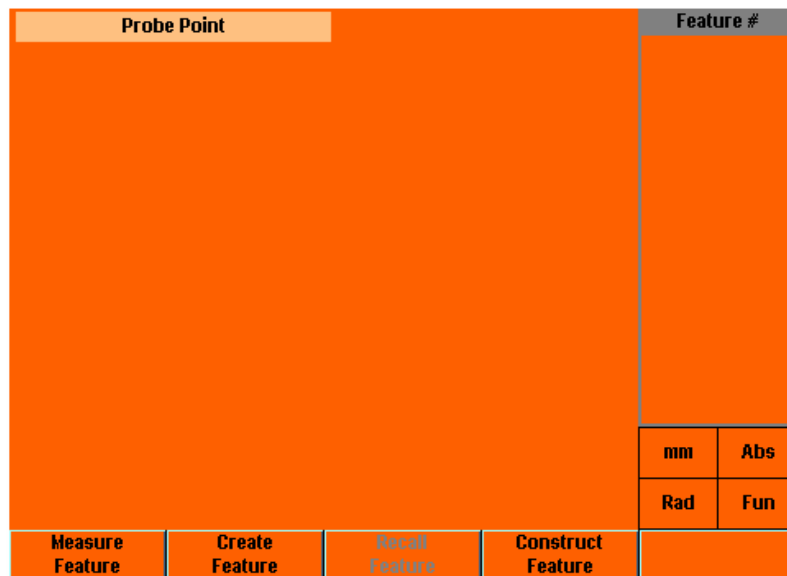 Probe Point
Feature #
mm
Abs
Rad
Fun
Measure
Feature
Create
Feature
Recall
Feature
Construct
Feature